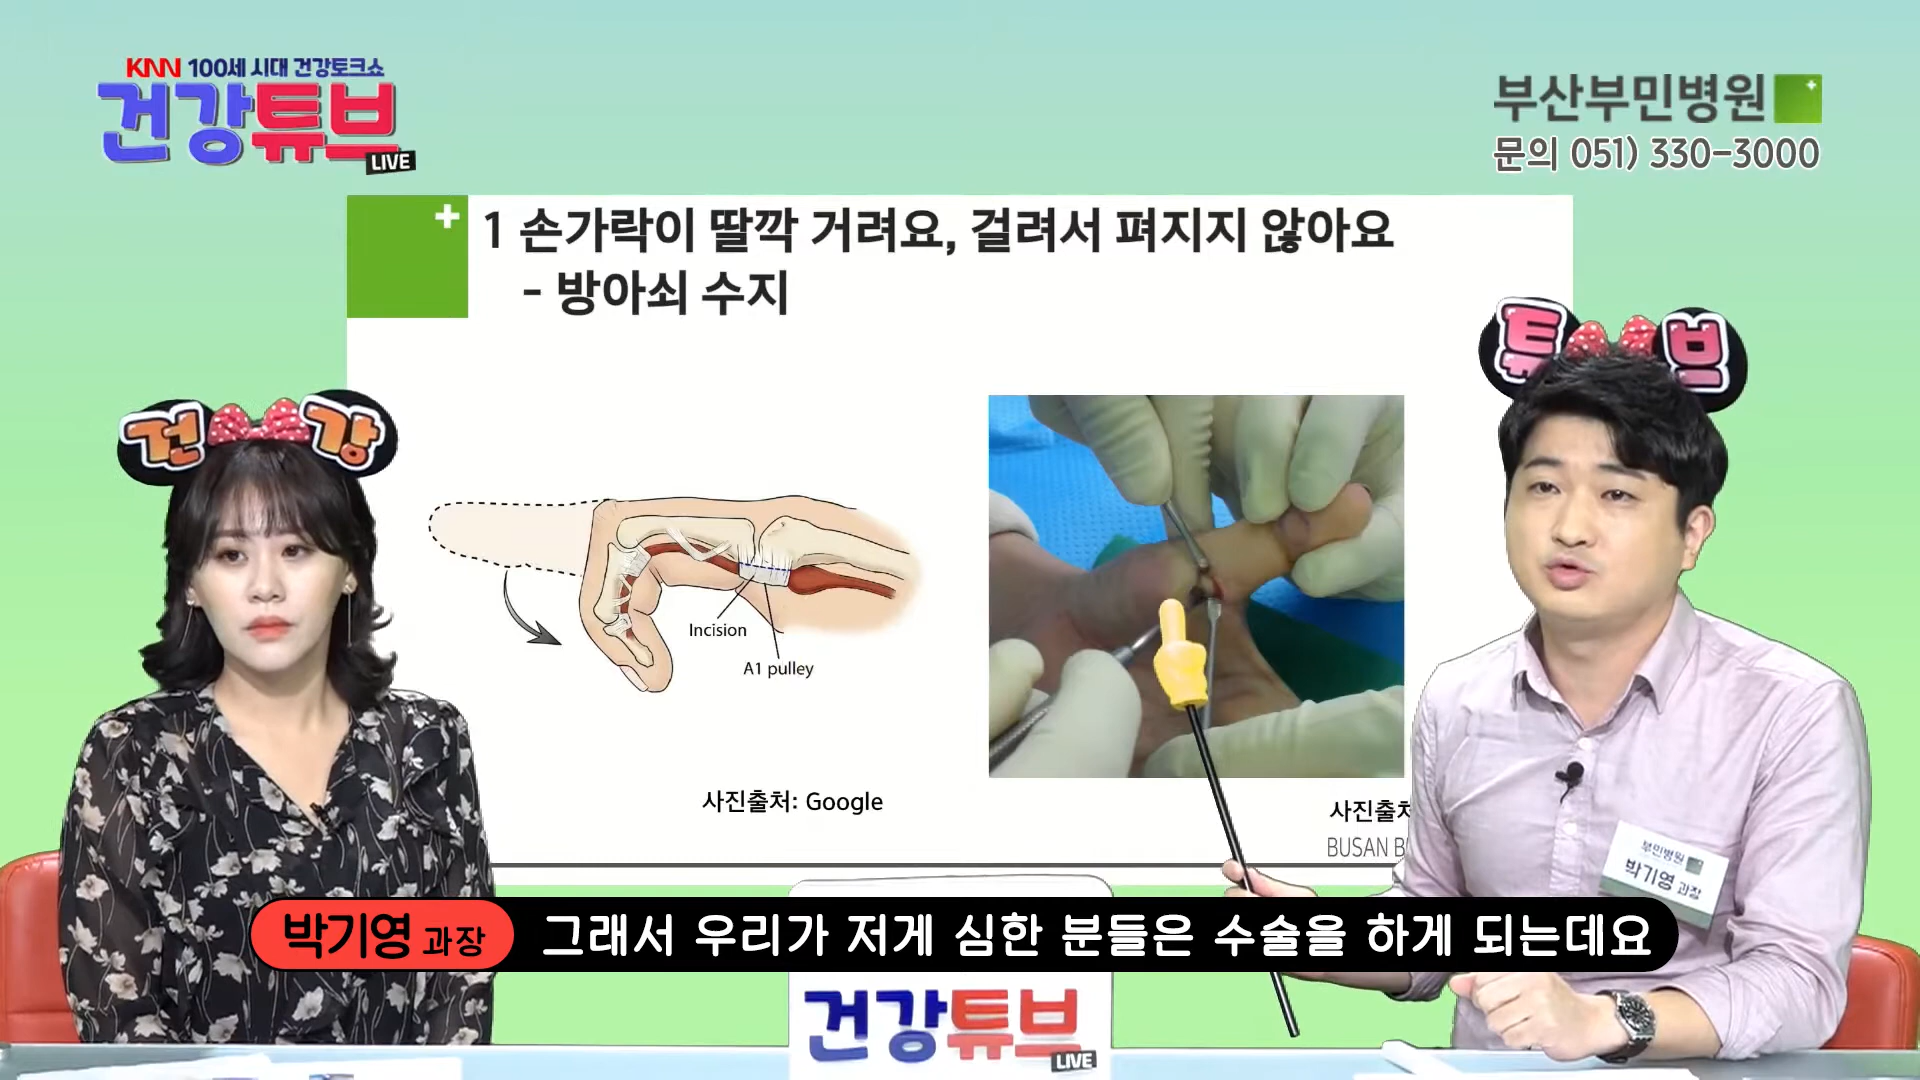 KNN 100세 시대 건강토크쇼
건강튜브
LIVE
부산부민병원
문의 051) 330-3000
1 손가락이 딸깍 거려요, 걸려서 펴지지 않아요
- 방아쇠 수지
건강
튜브
Incision
A1 pulley
사진출처: Google
사진출처
BUSAN B
부민병원
박기영 과장
박기영 과장 그래서 우리가 저게 심한 분들은 수술을 하게 되는데요
건강튜브
LIVE